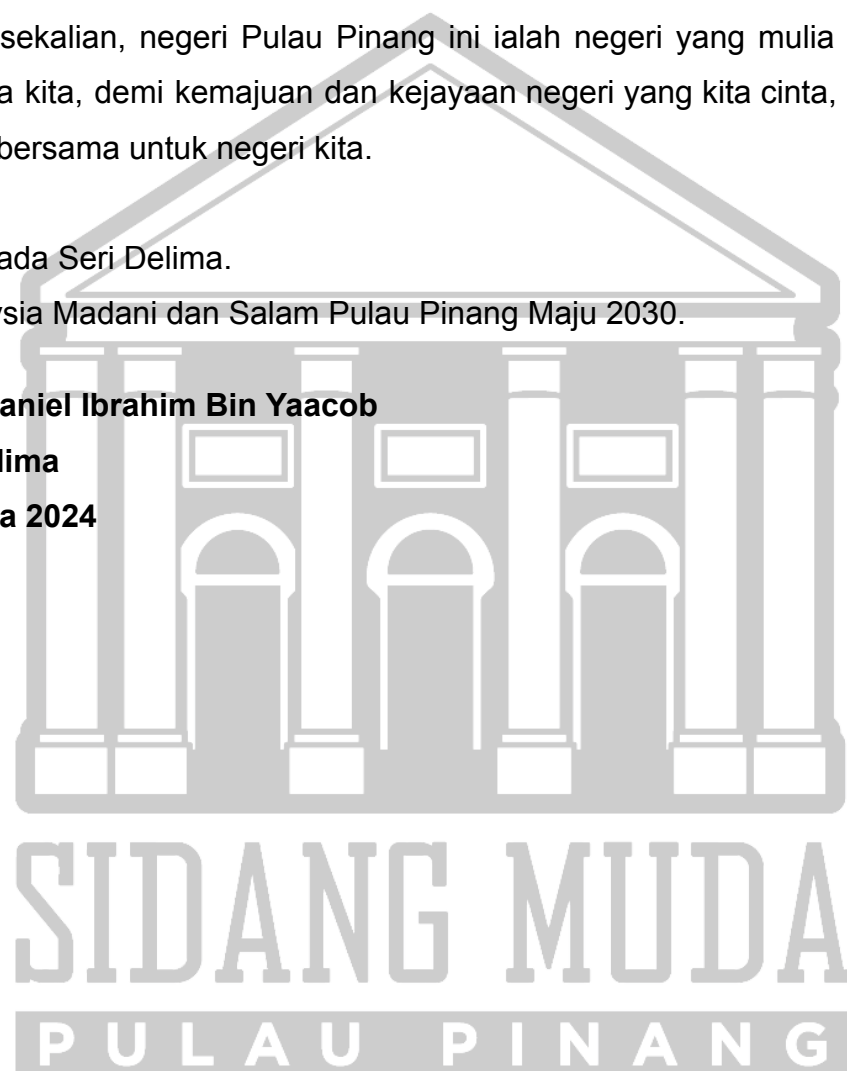 sekalian, negeri Pulau Pinang ini ialah negeri yang mulia
a kita, demi kemajuan dan kejayaan negeri yang kita cinta,
bersama untuk negeri kita.
ada Seri Delima.
ysia Madani dan Salam Pulau Pinang Maju 2030.
aniel Ibrahim Bin Yaacob
lima
a 2024
SIDANG MUDA
PULAU PINANG